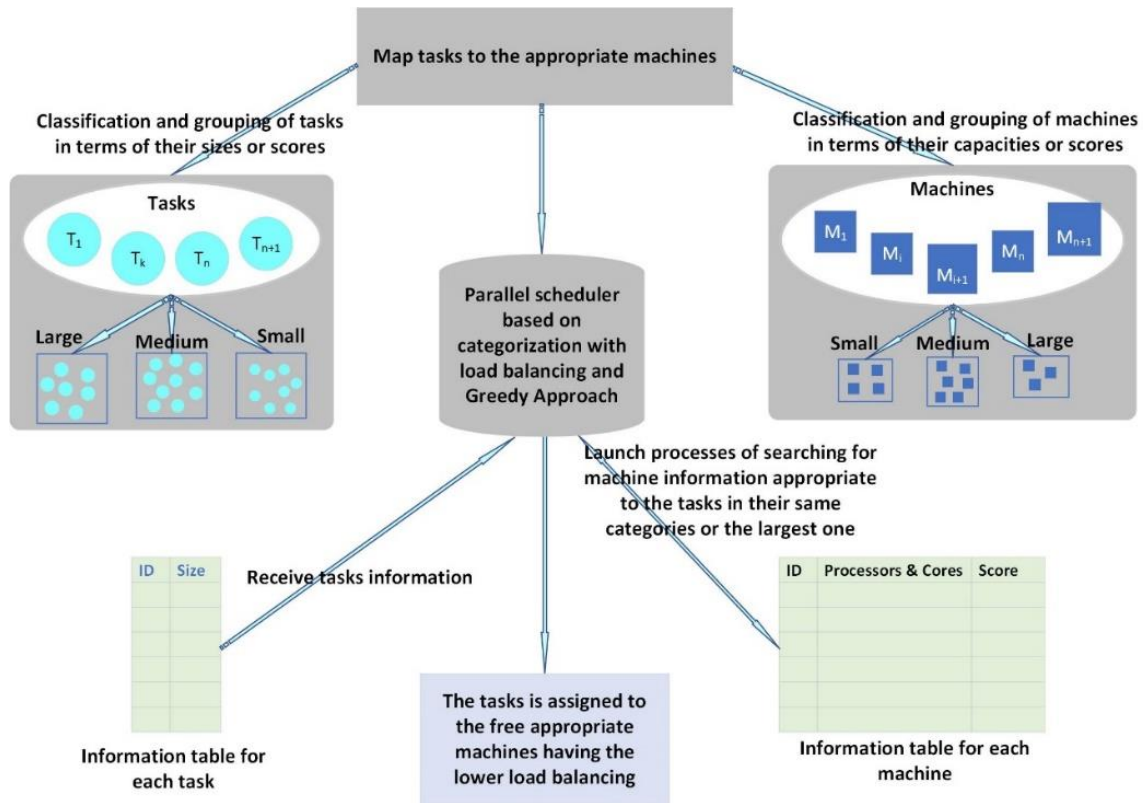 Map tasks to the appropriate machines
Classification and grouping of tasks
in terms of their sizes or scores
Classification and grouping of machines
in terms of their capacities or scores
Tasks
T1
Tk
Tn
Tn+1
Large
Medium
Small
Machines
M1
Mi
Mi+1
Mn
Mn+1
Small
Medium
Large
Parallel scheduler
based on
categorization with
load balancing and
Greedy Approach
Launch processes of searching for
machine information appropriate
to the tasks in their same
categories or the largest one
Receive tasks information
ID Size
Information table for
each task
The tasks is assigned to
the free appropriate
machines having the
lower load balancing
ID Processors & Cores Score
Information table for each
machine